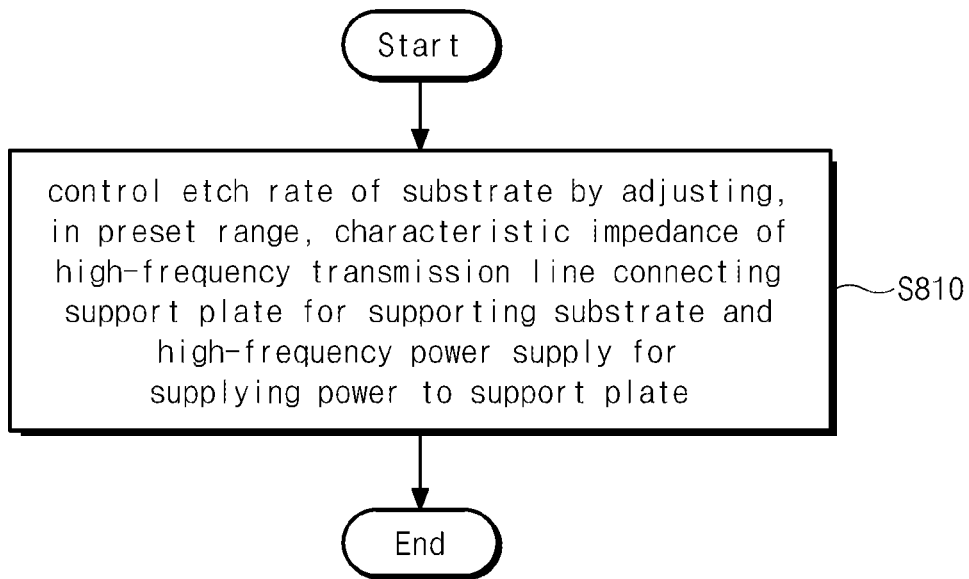 Start
control etch rate of substrate by adjusting,
in preset range, characteristic impedance of
high-frequency transmission line connecting
support plate for supporting substrate and
high-frequency power supply for
supplying power to support plate
S810
End